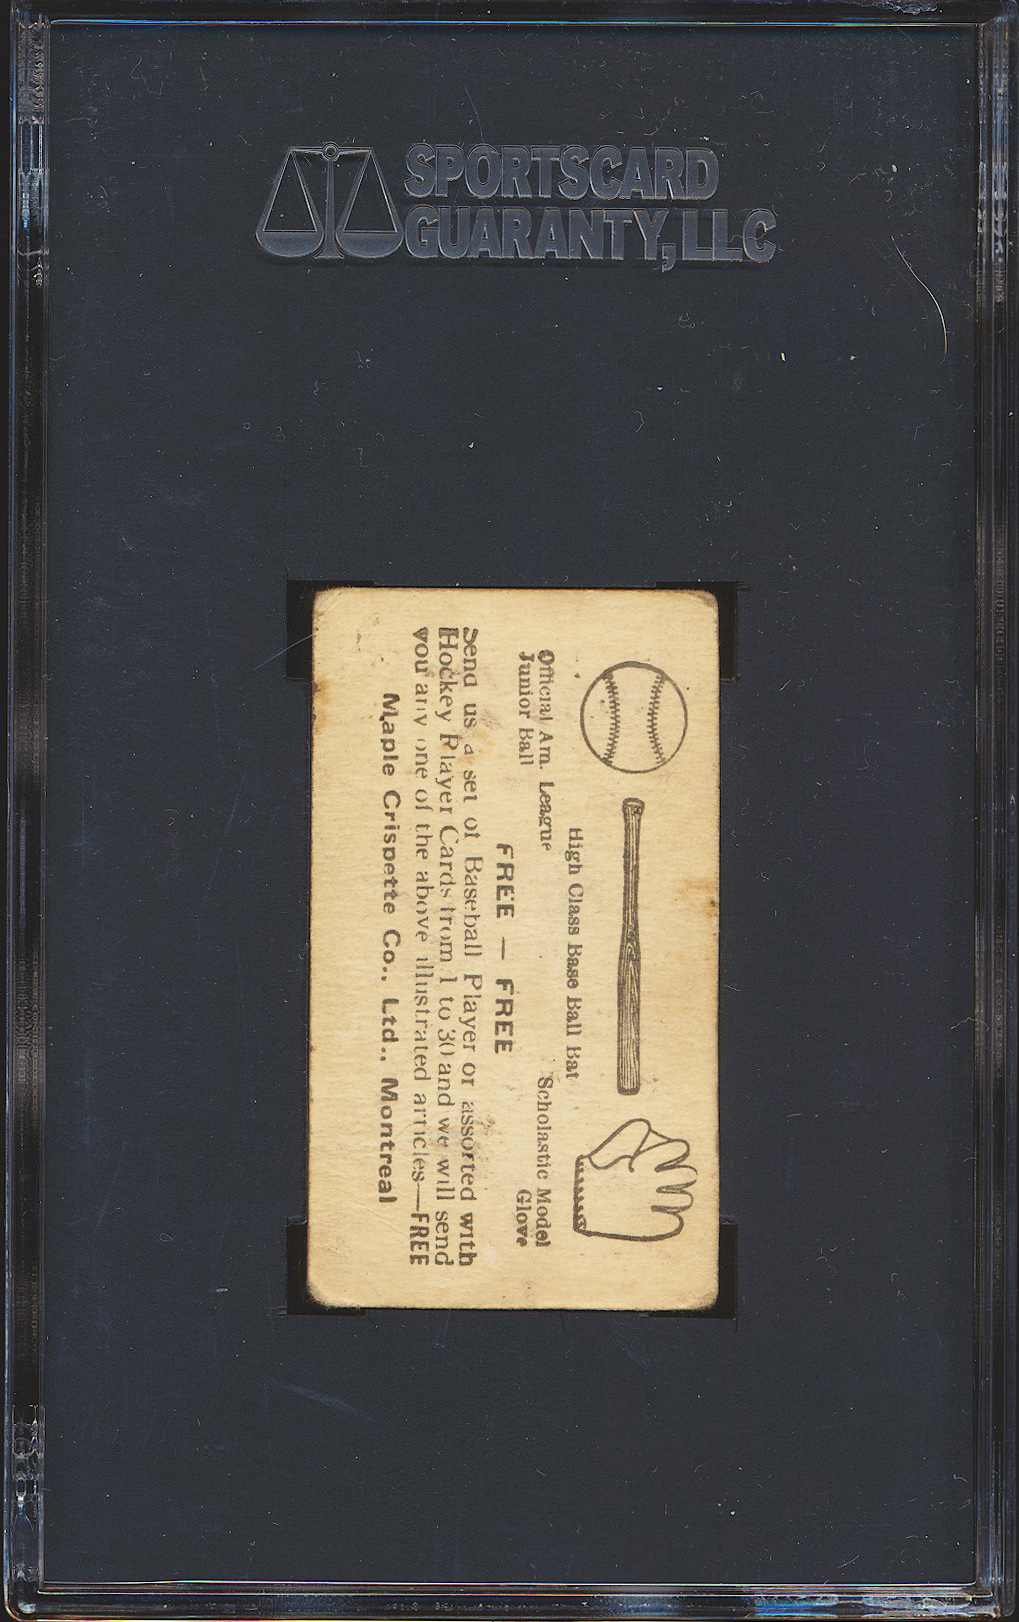 SPORTSCARD
GUARANTY, LLC
High Class Base Ball Bat
Official Am. League
Junior Ball
Scholastic Model
Glove
FREE — FREE
Send us a set of Baseball Player or assorted with
Hockey Player Cards from 1 to 30 and we will send
you any one of the above illustrated articles—FREE
Maple Crispette Co., Ltd., Montreal